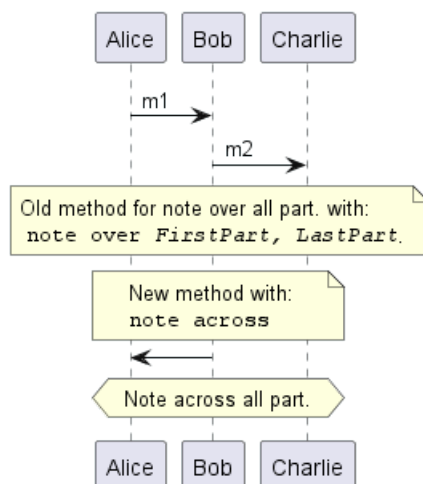 Alice Bob Charlie
m1
m2
Old method for note over all part. with:
note over FirstPart, LastPart.
New method with:
note across
Note across all part.
Alice Bob Charlie